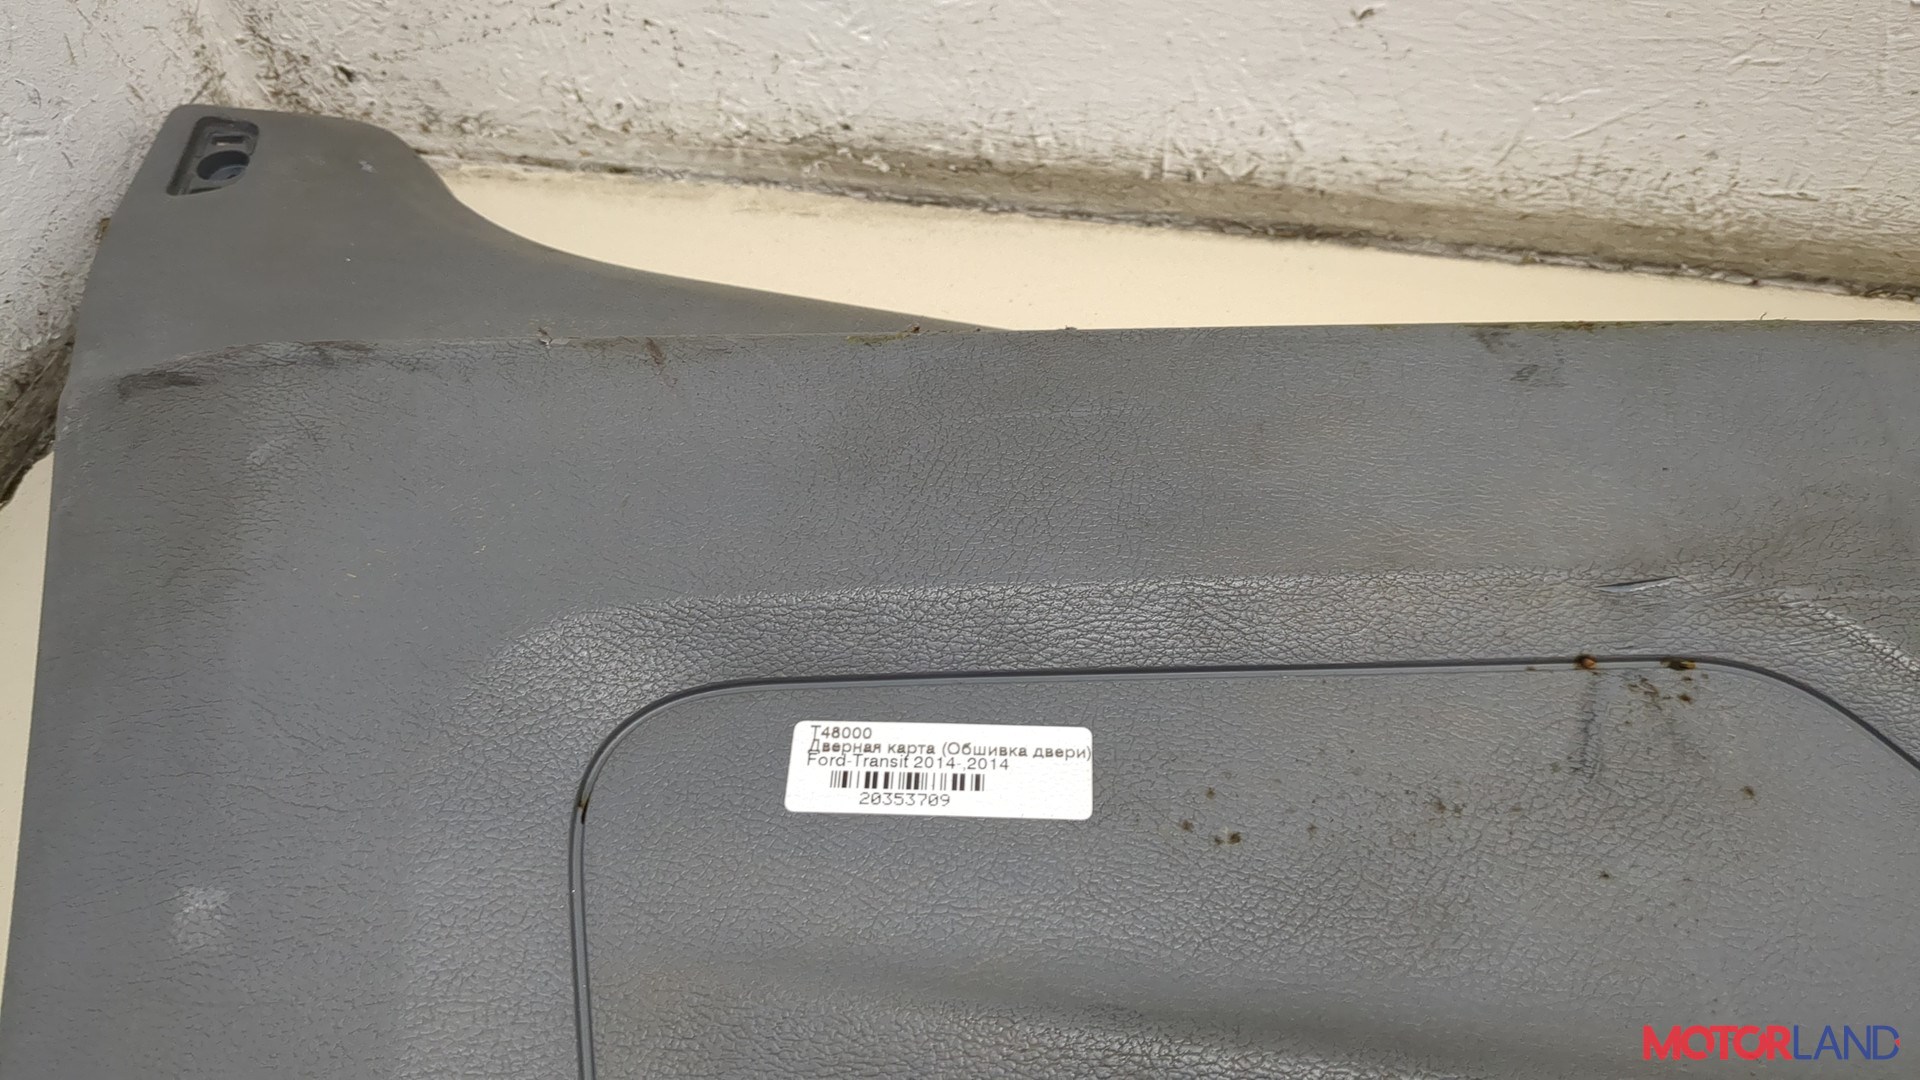 T48000
Дверная карта (Обшивка двери)
Ford-Transit 2014-,2014
20353709
MOTORLAND